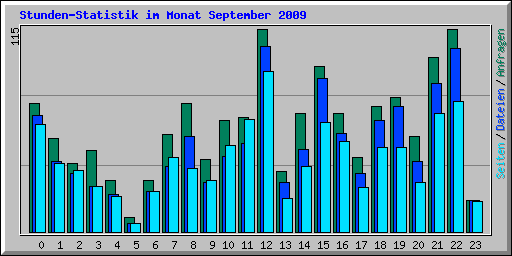 Stunden-Statistik im Monat September 2009
115
Seiten/Dateien/Anfragen
0 1 2 3 4 5 6 7 8 9 10 11 12 13 14 15 16 17 18 19 20 21 22 23